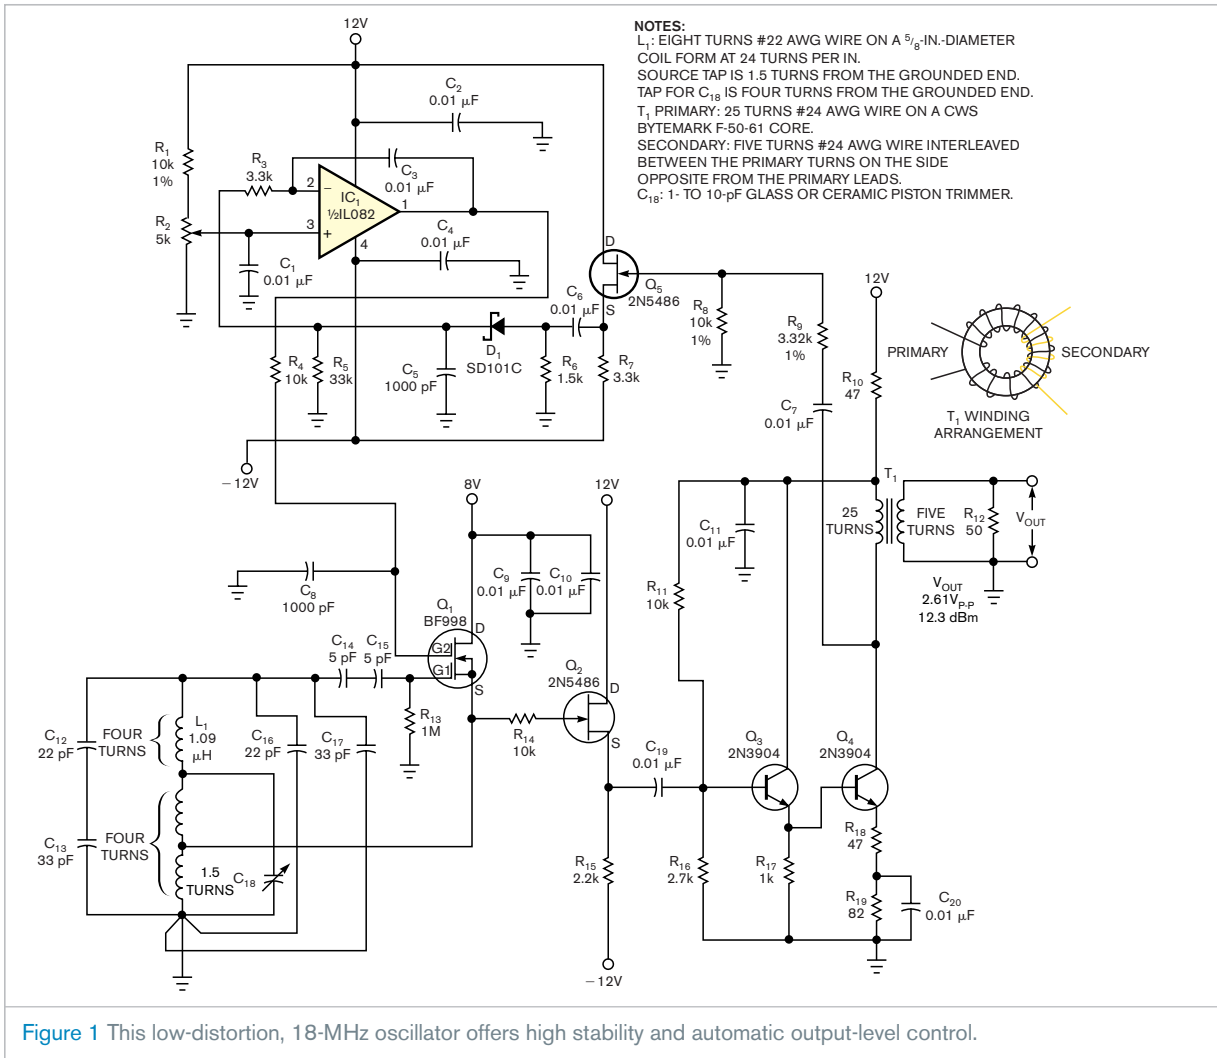 12V
NOTES:
L1: EIGHT TURNS #22 AWG WIRE ON A 5/8-IN.-DIAMETER
COIL FORM AT 24 TURNS PER IN.
SOURCE TAP IS 1.5 TURNS FROM THE GROUNDED END.
TAP FOR C18 IS FOUR TURNS FROM THE GROUNDED END.
T1 PRIMARY: 25 TURNS #24 AWG WIRE ON A CWS
BYTEMARK F-50-61 CORE.
SECONDARY: FIVE TURNS #24 AWG WIRE INTERLEAVED
BETWEEN THE PRIMARY TURNS ON THE SIDE
OPPOSITE FROM THE PRIMARY LEADS.
C18: 1- TO 10-pF GLASS OR CERAMIC PISTON TRIMMER.
C2
0.01 µF
R1
10k
1%
R3
3.3k
C3
0.01 µF
2
−
IC1
½IL082
1
3
+
4
R2
5k
C4
0.01 µF
C1
0.01 µF
D
Q5
2N5486
S
C6
0.01 µF
R8
10k
1%
R9
3.32k
1%
12V
PRIMARY
SECONDARY
T1 WINDING
ARRANGEMENT
R4
10k
R5
33k
C5
1000 pF
D1
SD101C
R6
1.5k
R7
3.3k
R10
47
C7
0.01 µF
−12V
8V
12V
T1
25
TURNS
FIVE
TURNS
R12
50
VOUT
VOUT
2.61VP-P
12.3 dBm
C11
0.01 µF
R11
10k
C9
0.01 µF
C10
0.01 µF
C8
1000 pF
Q1
BF998
D
G2
G1
S
C14
5 pF
C15
5 pF
R13
1M
Q2
2N5486
D
S
R14
10k
C12
22 pF
FOUR
TURNS
L1
1.09
µH
C16
22 pF
C17
33 pF
C19
0.01 µF
Q3
2N3904
Q4
2N3904
C13
33 pF
FOUR
TURNS
1.5
TURNS
C18
R15
2.2k
R16
2.7k
R17
1k
R18
47
R19
82
C20
0.01 µF
−12V
Figure 1 This low-distortion, 18-MHz oscillator offers high stability and automatic output-level control.